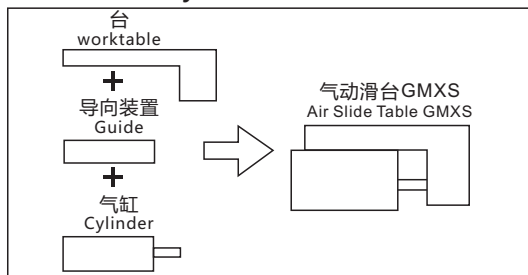 台
worktable
+
导向装置
Guide
+
气缸
Cylinder
气动滑台GMXS
Air Slide Table GMXS